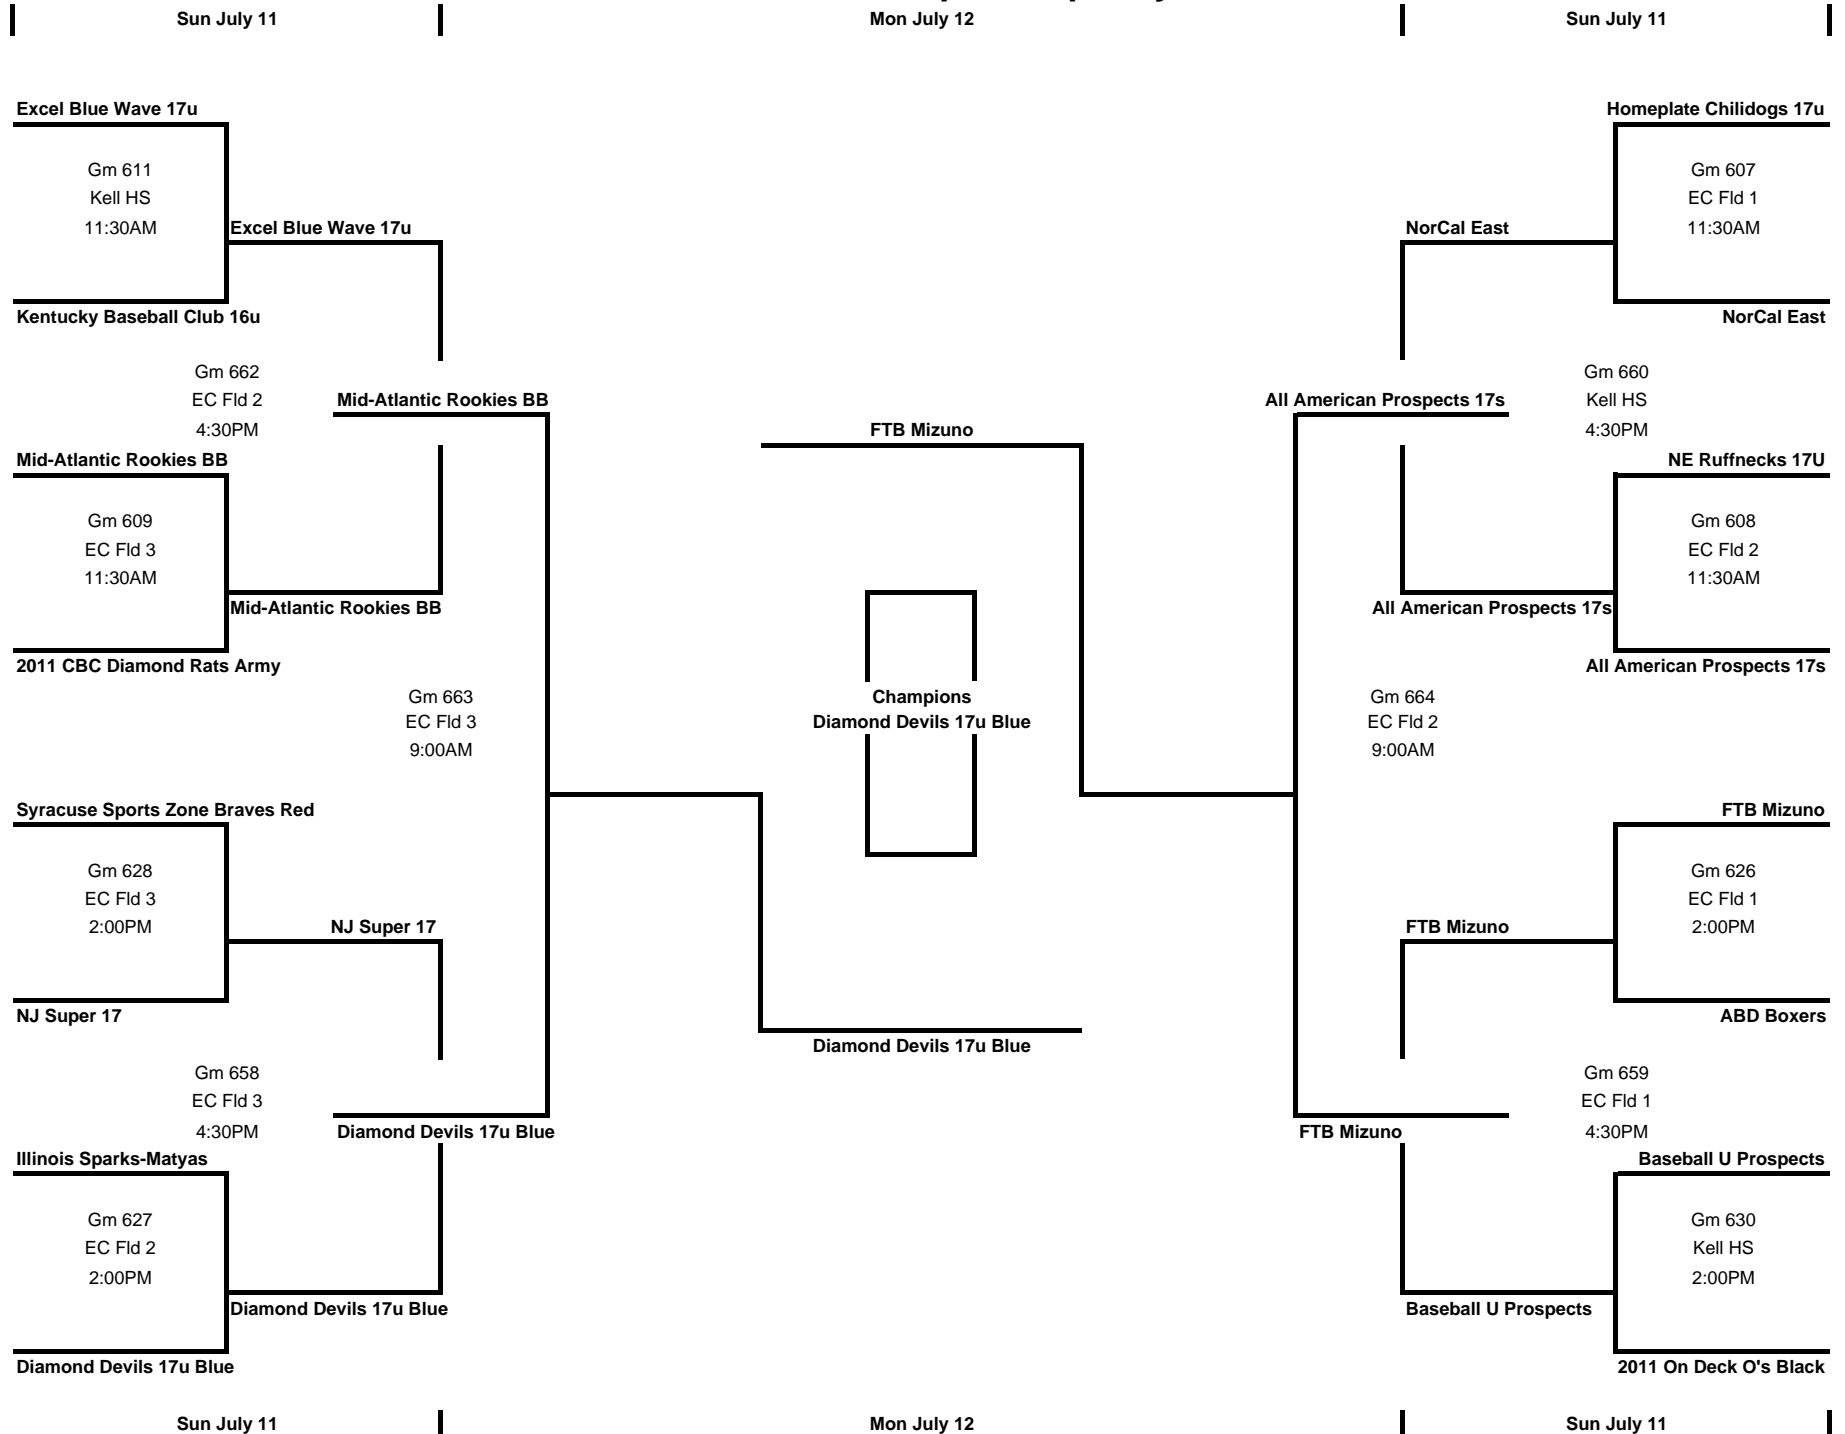 Sun July 11
Mon July 12
Sun July 11
Excel Blue Wave 17u
Homeplate Chilidogs 17u
Gm 611
Kell HS
11:30AM
Gm 607
EC Fld 1
11:30AM
Excel Blue Wave 17u
NorCal East
Kentucky Baseball Club 16u
NorCal East
Gm 662
EC Fld 2
4:30PM
Gm 660
Kell HS
4:30PM
Mid-Atlantic Rookies BB
All American Prospects 17s
FTB Mizuno
Mid-Atlantic Rookies BB
NE Ruffnecks 17U
Gm 609
EC Fld 3
11:30AM
Gm 608
EC Fld 2
11:30AM
Mid-Atlantic Rookies BB
All American Prospects 17s
2011 CBC Diamond Rats Army
All American Prospects 17s
Gm 663
EC Fld 3
9:00AM
Champions
Diamond Devils 17u Blue
Gm 664
EC Fld 2
9:00AM
Syracuse Sports Zone Braves Red
FTB Mizuno
Gm 628
EC Fld 3
2:00PM
Gm 626
EC Fld 1
2:00PM
NJ Super 17
FTB Mizuno
NJ Super 17
ABD Boxers
Diamond Devils 17u Blue
Gm 658
EC Fld 3
4:30PM
Gm 659
EC Fld 1
4:30PM
Diamond Devils 17u Blue
FTB Mizuno
Illinois Sparks-Matyas
Baseball U Prospects
Gm 627
EC Fld 2
2:00PM
Gm 630
Kell HS
2:00PM
Diamond Devils 17u Blue
Baseball U Prospects
Diamond Devils 17u Blue
2011 On Deck O's Black
Sun July 11
Mon July 12
Sun July 11